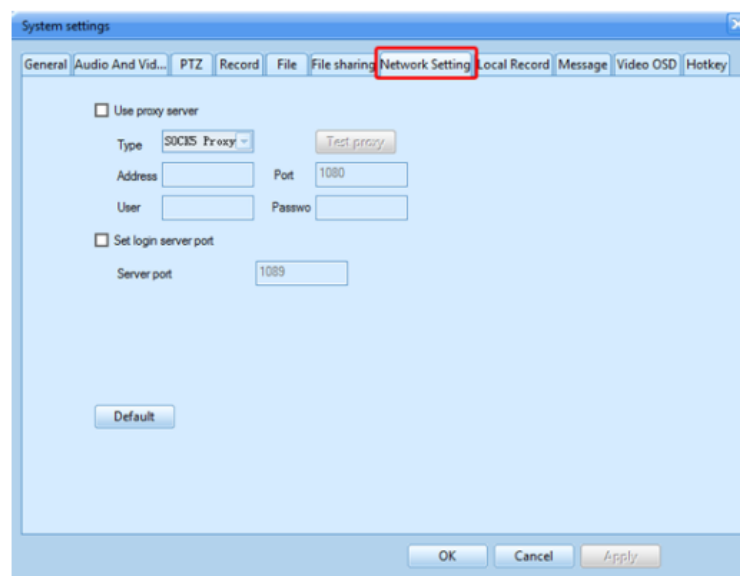 System settings
General Audio And Vid... PTZ Record File File sharing Network Setting Local Record Message Video OSD Hotkey
Use proxy server
Type SOCK5 Proxy Test proxy
Address Port 1080
User Passwo
Set login server port
Server port 1089
Default
OK Cancel Apply